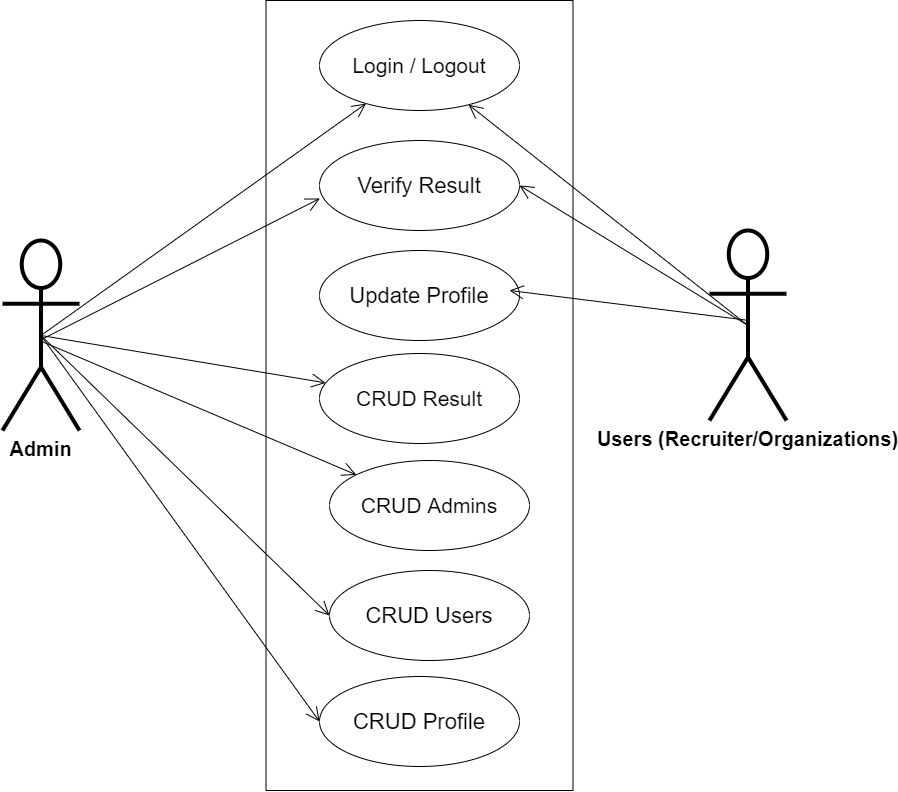 Login / Logout
Verify Result
Update Profile
CRUD Result
Admin
Users (Recruiter/Organizations)
CRUD Admins
CRUD Users
CRUD Profile